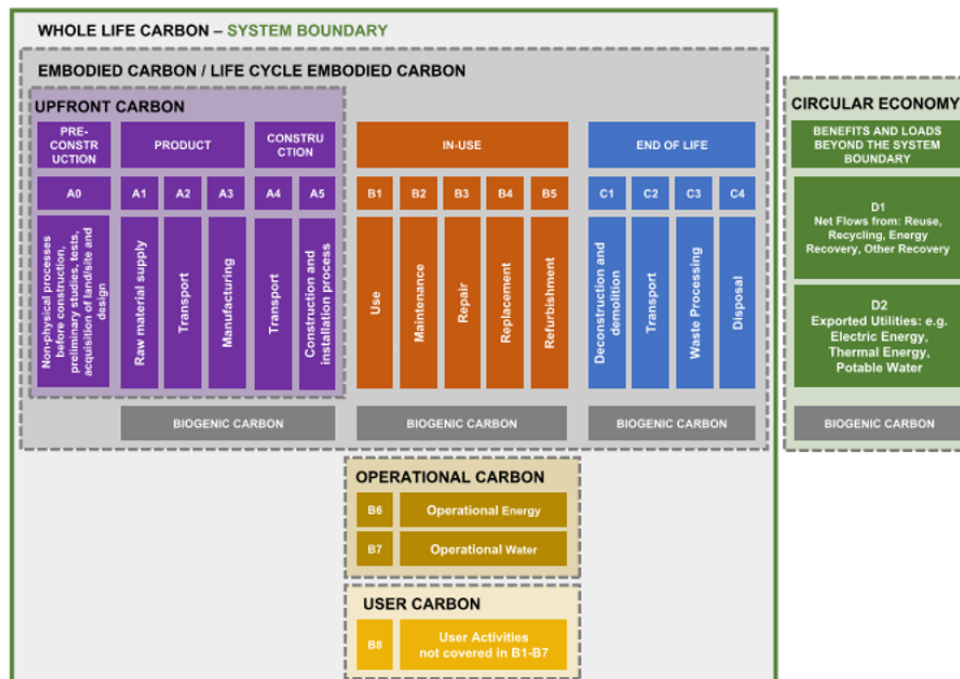 WHOLE LIFE CARBON – SYSTEM BOUNDARY
EMBODIED CARBON / LIFE CYCLE EMBODIED CARBON
UPFRONT CARBON
PRE-
CONSTR
UCTION
PRODUCT
CONSTRU
CTION
IN-USE
END OF LIFE
A0
A1
A2
A3
A4
A5
B1
B2
B3
B4
B5
C1
C2
C3
C4
Non-physical processes
before construction,
preliminary studies, tests,
acquisition of land/site and
design
Raw material supply
Transport
Manufacturing
Transport
Construction and
installation process
Use
Maintenance
Repair
Replacement
Refurbishment
Deconstruction and
demolition
Transport
Waste Processing
Disposal
BIOGENIC CARBON
BIOGENIC CARBON
BIOGENIC CARBON
CIRCULAR ECONOMY
BENEFITS AND LOADS
BEYOND THE SYSTEM
BOUNDARY
D1
Net Flows from: Reuse,
Recycling, Energy
Recovery, Other Recovery
D2
Exported Utilities: e.g.
Electric Energy,
Thermal Energy,
Potable Water
BIOGENIC CARBON
OPERATIONAL CARBON
B6
Operational Energy
B7
Operational Water
USER CARBON
B8
User Activities
not covered in B1-B7